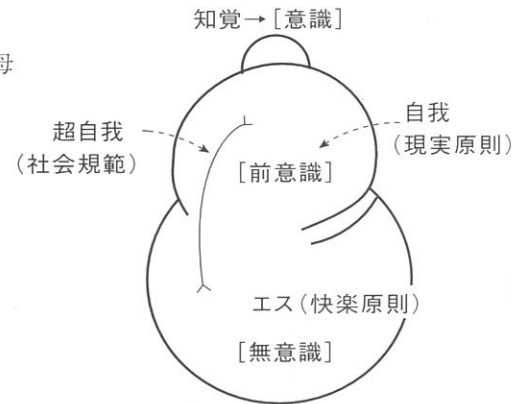 知覚→[意識]
母
超自我
(社会規範)
自我
(現実原則)
[前意識]
エス(快楽原則)
[無意識]